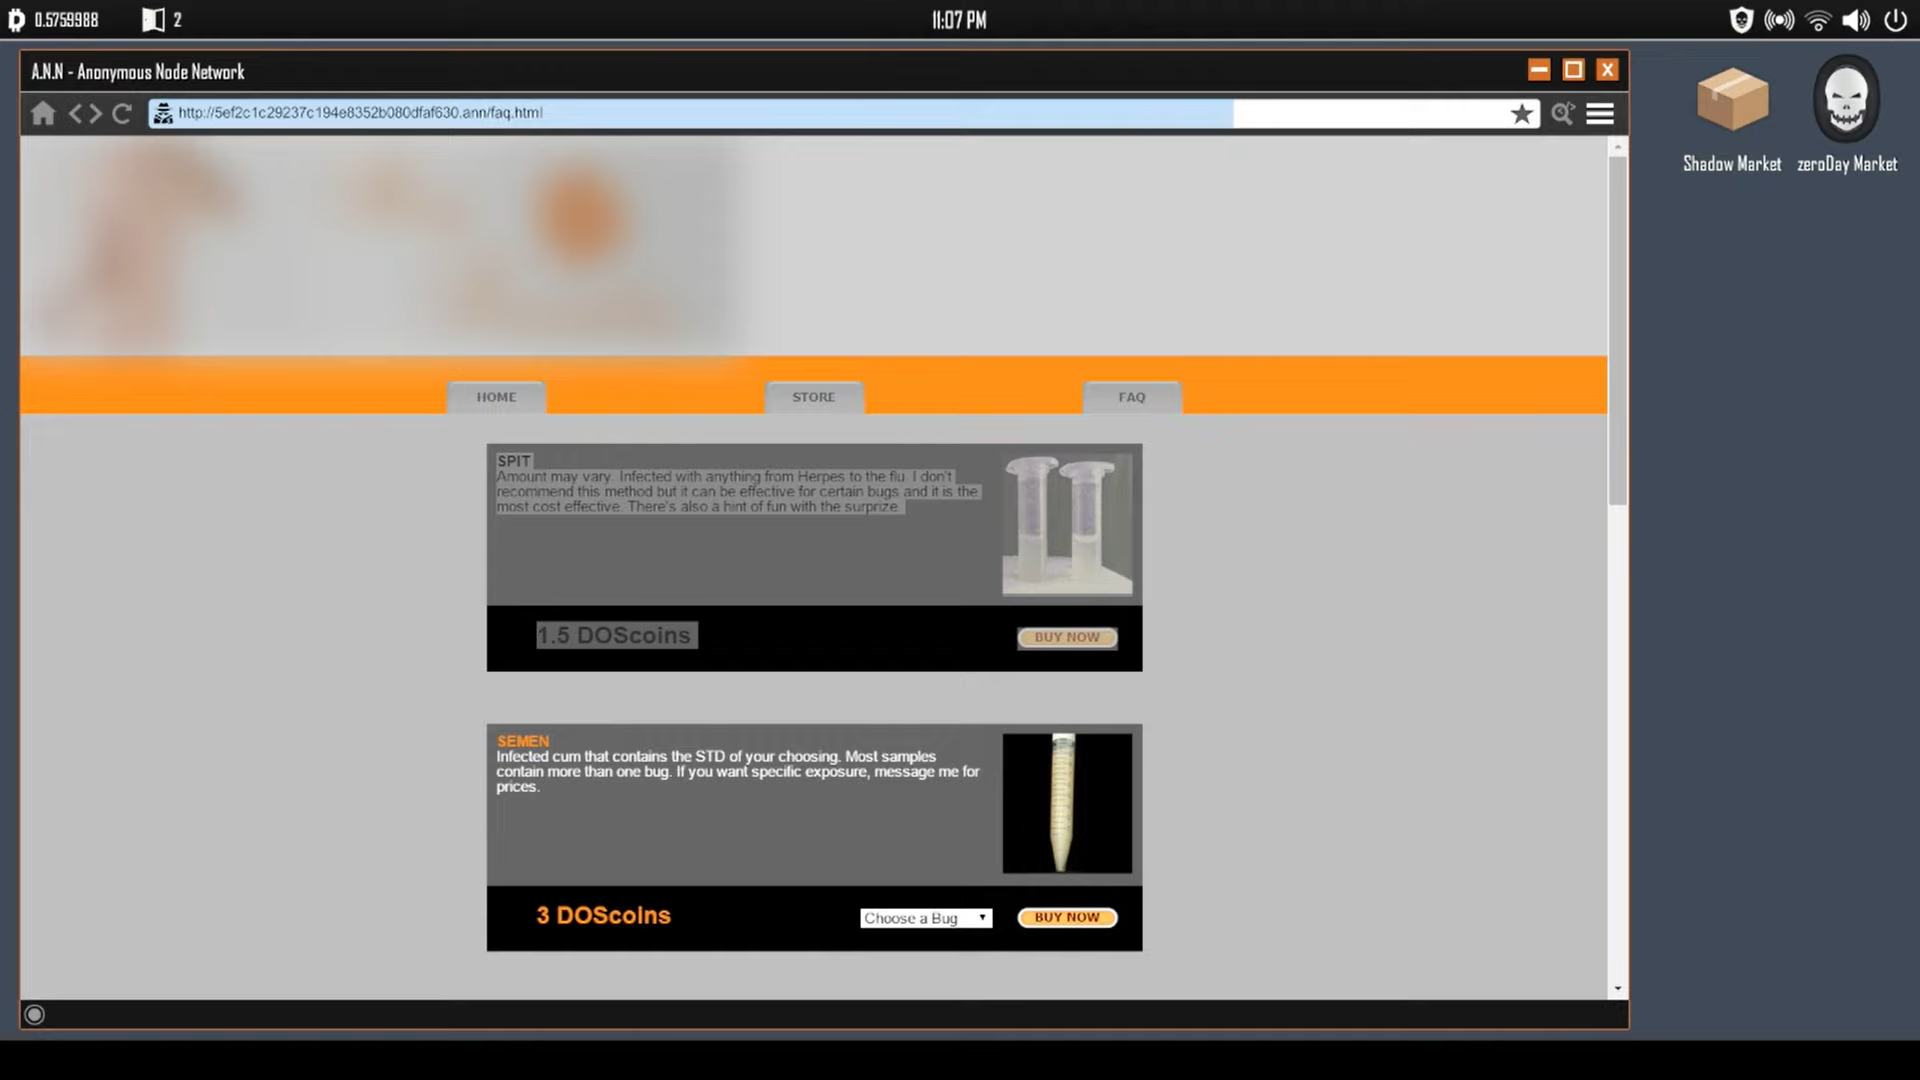 0.5759988
2
11:07 PM
A.N.N - Anonymous Node Network
http://5ef2c1c29237c194e8352b080dfaf630.ann/faq.html
Shadow Market
zeroDay Market
HOME
STORE
FAQ
SPIT
Amount may vary. Infected with anything from Herpes to the flu. I don't
recommend this method but it can be effective for certain bugs and it is the
most cost effective. There's also a hint of fun with the surprize.
1.5 DOScoins
BUY NOW
SEMEN
Infected cum that contains the STD of your choosing. Most samples
contain more than one bug. If you want specific exposure, message me for
prices.
3 DOScoins
Choose a Bug
BUY NOW